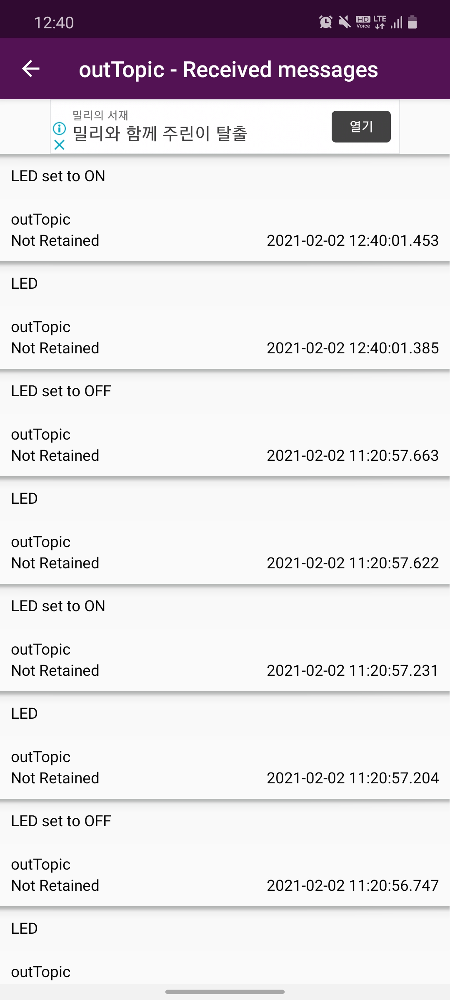 12:40
HD Voice LTE
outTopic - Received messages
밀리의 서재
밀리와 함께 주린이 탈출
열기
LED set to ON
outTopic
Not Retained 2021-02-02 12:40:01.453
LED
outTopic
Not Retained 2021-02-02 12:40:01.385
LED set to OFF
outTopic
Not Retained 2021-02-02 11:20:57.663
LED
outTopic
Not Retained 2021-02-02 11:20:57.622
LED set to ON
outTopic
Not Retained 2021-02-02 11:20:57.231
LED
outTopic
Not Retained 2021-02-02 11:20:57.204
LED set to OFF
outTopic
Not Retained 2021-02-02 11:20:56.747
LED
outTopic